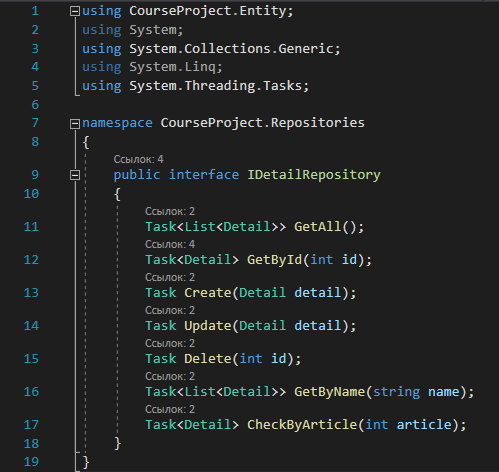 1 using CourseProject.Entity;
2 using System;
3 using System.Collections.Generic;
4 using System.Linq;
5 using System.Threading.Tasks;
6
7 namespace CourseProject.Repositories
8 {
Ссылок: 4
9 public interface IDetailRepository
10 {
Ссылок: 2
11 Task<List<Detail>> GetAll();
Ссылок: 4
12 Task<Detail> GetById(int id);
Ссылок: 2
13 Task Create(Detail detail);
Ссылок: 2
14 Task Update(Detail detail);
Ссылок: 2
15 Task Delete(int id);
Ссылок: 2
16 Task<List<Detail>> GetByName(string name);
Ссылок: 2
17 Task<Detail> CheckByArticle(int article);
18 }
19 }